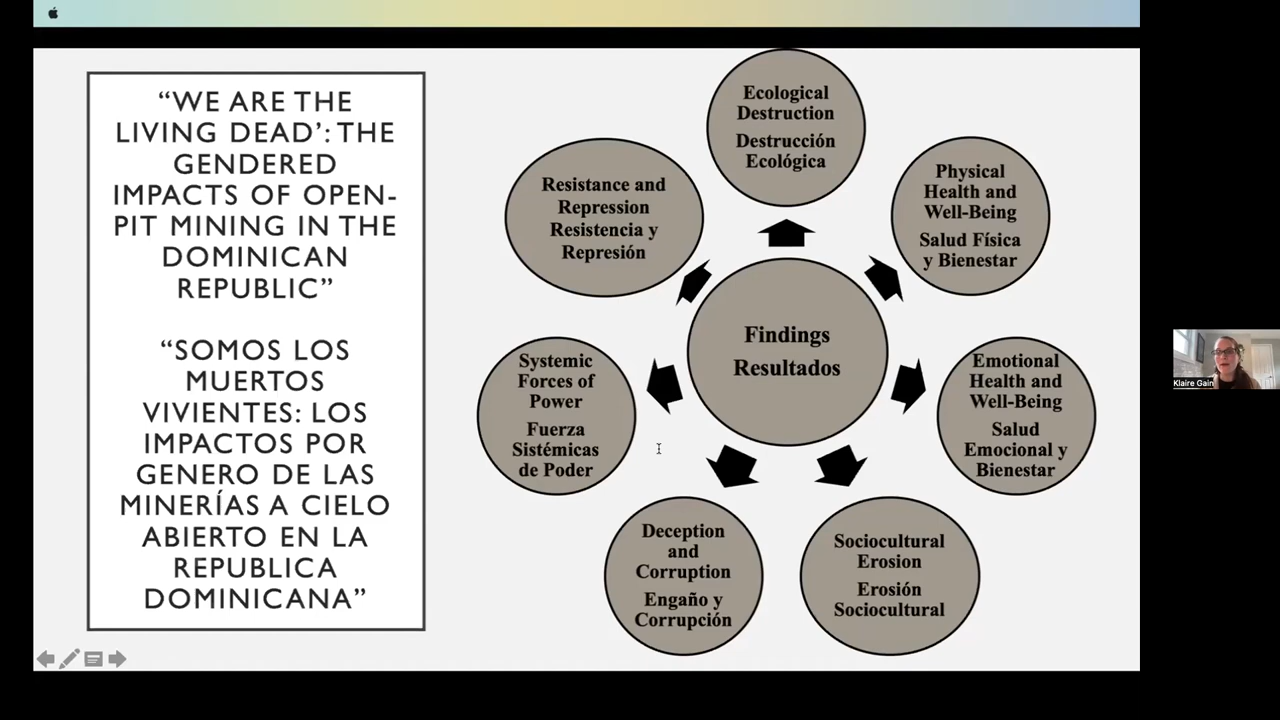 “WE ARE THE
LIVING DEAD’: THE
GENDERED
IMPACTS OF OPEN-
PIT MINING IN THE
DOMINICAN
REPUBLIC”
“SOMOS LOS
MUERTOS
VIVIENTES: LOS
IMPACTOS POR
GENERO DE LAS
MINERÍAS A CIELO
ABIERTO EN LA
REPUBLICA
DOMINICANA”
Findings
Resultados
Ecological
Destruction
Destrucción
Ecológica
Physical
Health and
Well-Being
Salud Física
y Bienestar
Emotional
Health and
Well-Being
Salud
Emocional y
Bienestar
Sociocultural
Erosion
Erosión
Sociocultural
Deception
and
Corruption
Engaño y
Corrupción
Systemic
Forces of
Power
Fuerza
Sistémicas
de Poder
Resistance and
Repression
Resistencia y
Represión
Klaire Gain